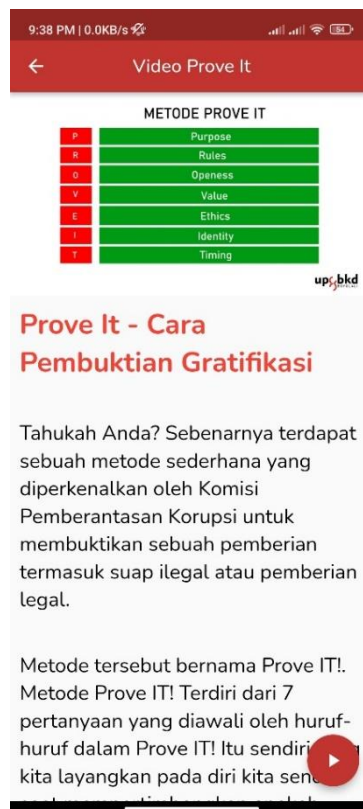 9:38 PM | 0.0KB/s
54
Video Prove It
METODE PROVE IT
P Purpose
R Rules
O Openess
V Value
E Ethics
I Identity
T Timing
Prove It - Cara
Pembuktian Gratifikasi
Tahukah Anda? Sebenarnya terdapat
sebuah metode sederhana yang
diperkenalkan oleh Komisi
Pemberantasan Korupsi untuk
membuktikan sebuah pemberian
termasuk suap ilegal atau pemberian
legal.
Metode tersebut bernama Prove IT!.
Metode Prove IT! Terdiri dari 7
pertanyaan yang diawali oleh huruf-
huruf dalam Prove IT! Itu sendiri
kita layangkan pada diri kita